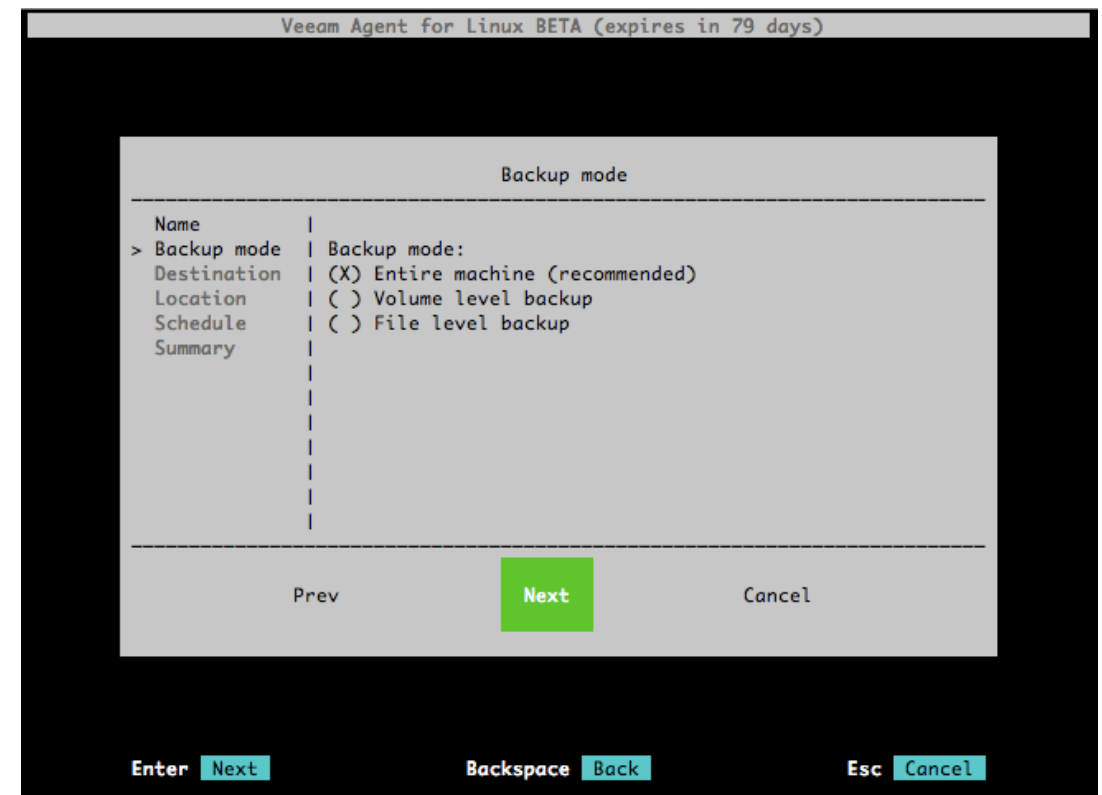 Veeam Agent for Linux BETA (expires in 79 days)
Backup mode
Name |
> Backup mode | Backup mode:
Destination | (X) Entire machine (recommended)
Location | ( ) Volume level backup
Schedule | ( ) File level backup
Summary |
Prev Next Cancel
Enter Next Backspace Back Esc Cancel